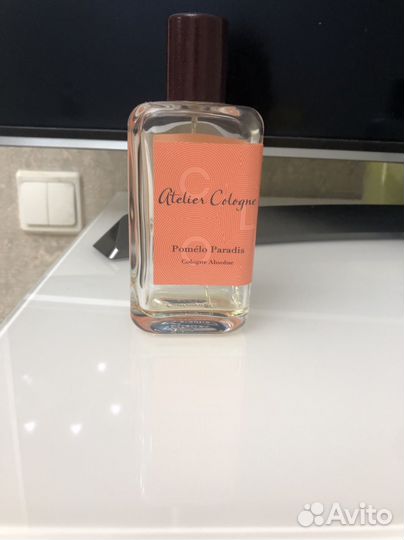 Atelier Cologne
Pomélo Paradis
Cologne Absolue
Avito